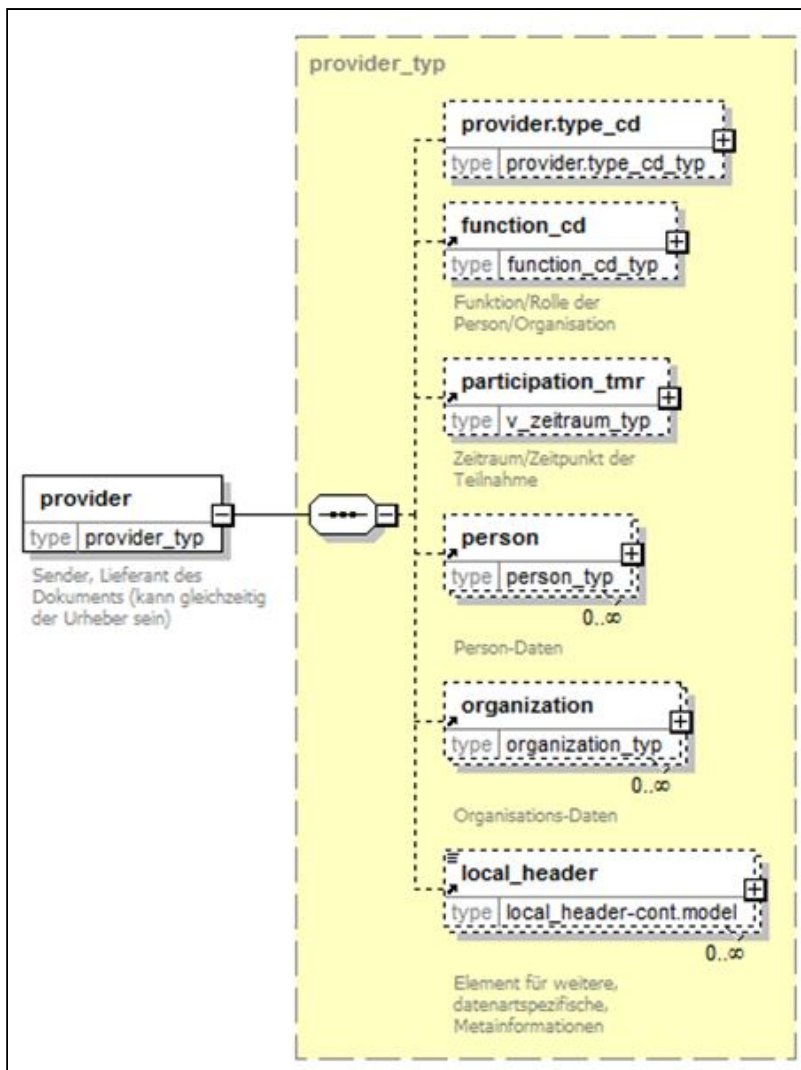 provider_typ
provider.type_cd
type provider.type_cd_typ
function_cd
type function_cd_typ
Funktion/Rolle der
Person/Organisation
participation_tmr
type v_zeitraum_typ
Zeitraum/Zeitpunkt der
Teilnahme
provider
type provider_typ
Sender, Lieferant des
Dokuments (kann gleichzeitig
der Urheber sein)
person
type person_typ
0..∞
Person-Daten
organization
type organization_typ
0..∞
Organisations-Daten
local_header
type local_header-cont.model
0..∞
Element für weitere,
datenartspezifische,
Metainformationen